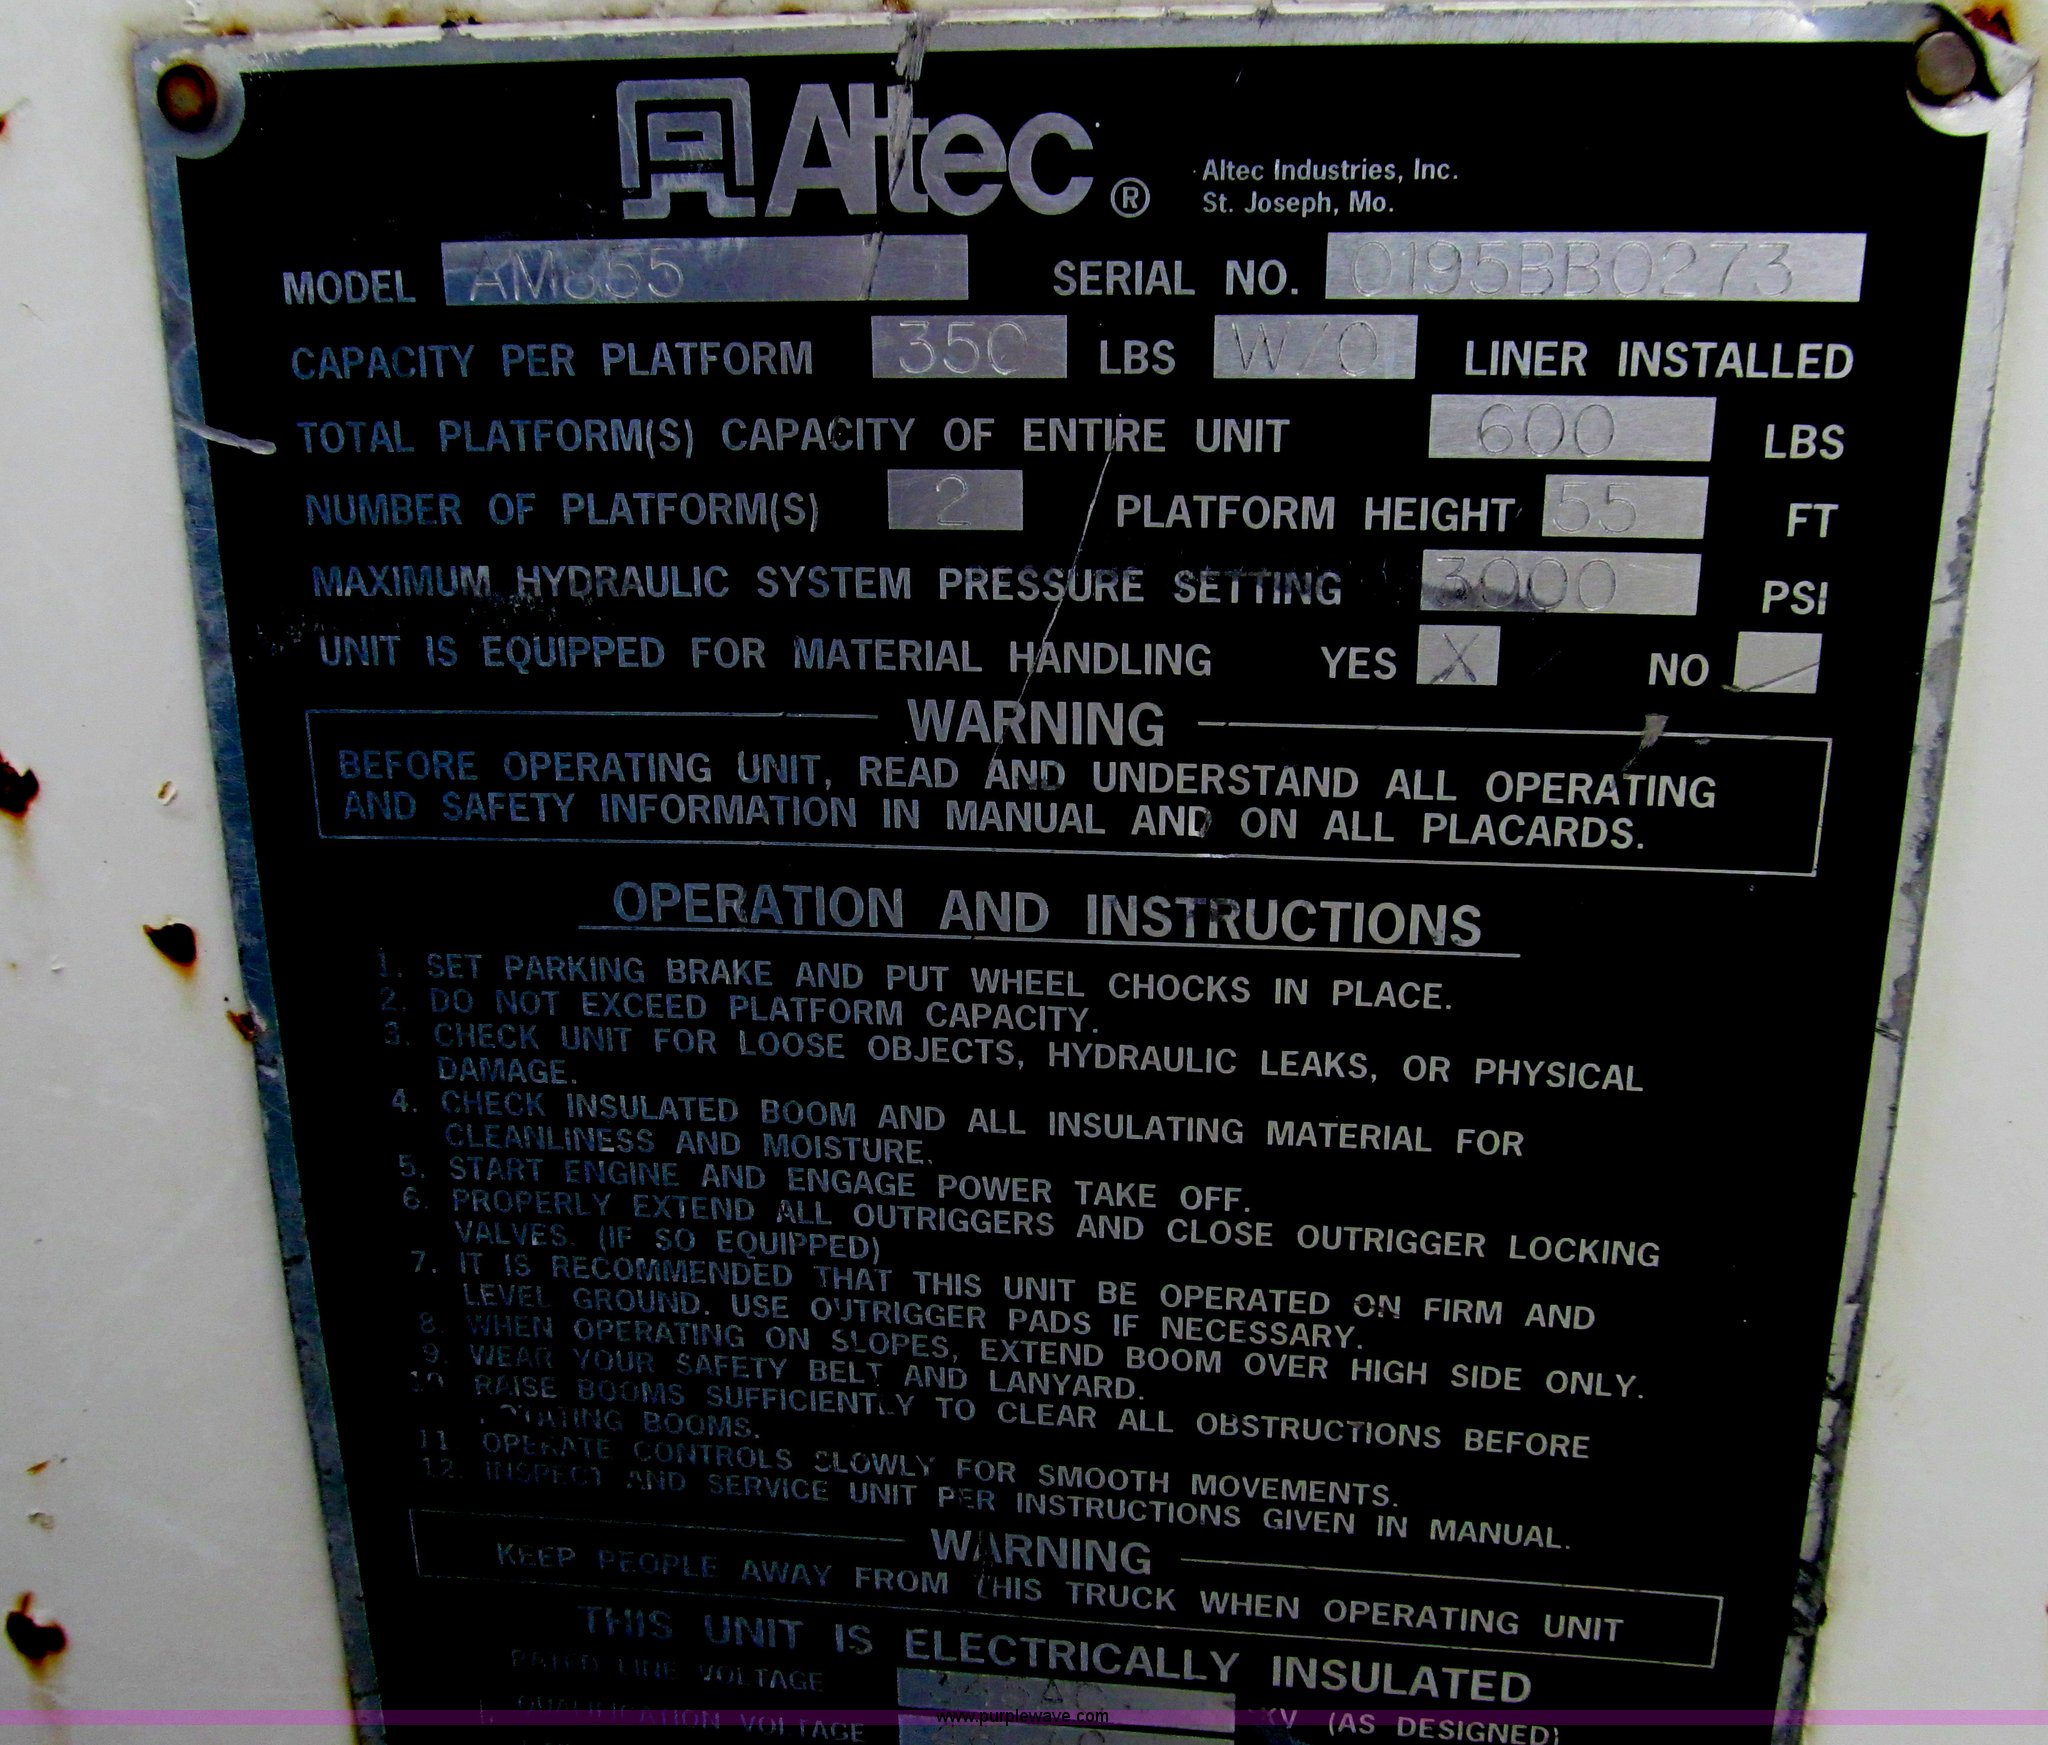 Altec ®
Altec Industries, Inc.
St. Joseph, Mo.
MODEL AM855 SERIAL NO. 0195BB0273
CAPACITY PER PLATFORM 350 LBS W/O LINER INSTALLED
TOTAL PLATFORM(S) CAPACITY OF ENTIRE UNIT 600 LBS
NUMBER OF PLATFORM(S) 2 PLATFORM HEIGHT 55 FT
MAXIMUM HYDRAULIC SYSTEM PRESSURE SETTING 3000 PSI
UNIT IS EQUIPPED FOR MATERIAL HANDLING YES X NO
WARNING
BEFORE OPERATING UNIT, READ AND UNDERSTAND ALL OPERATING
AND SAFETY INFORMATION IN MANUAL AND ON ALL PLACARDS.
OPERATION AND INSTRUCTIONS
1. SET PARKING BRAKE AND PUT WHEEL CHOCKS IN PLACE.
2. DO NOT EXCEED PLATFORM CAPACITY.
3. CHECK UNIT FOR LOOSE OBJECTS, HYDRAULIC LEAKS, OR PHYSICAL
DAMAGE.
4. CHECK INSULATED BOOM AND ALL INSULATING MATERIAL FOR
CLEANLINESS AND MOISTURE.
5. START ENGINE AND ENGAGE POWER TAKE OFF.
6. PROPERLY EXTEND ALL OUTRIGGERS AND CLOSE OUTRIGGER LOCKING
VALVES. (IF SO EQUIPPED)
7. IT IS RECOMMENDED THAT THIS UNIT BE OPERATED ON FIRM AND
LEVEL GROUND. USE OUTRIGGER PADS IF NECESSARY.
8. WHEN OPERATING ON SLOPES, EXTEND BOOM OVER HIGH SIDE ONLY.
9. WEAR YOUR SAFETY BELT AND LANYARD.
10. RAISE BOOMS SUFFICIENTLY TO CLEAR ALL OBSTRUCTIONS BEFORE
ROTATING BOOMS.
11. OPERATE CONTROLS SLOWLY FOR SMOOTH MOVEMENTS.
12. INSPECT AND SERVICE UNIT PER INSTRUCTIONS GIVEN IN MANUAL.
WARNING
KEEP PEOPLE AWAY FROM THIS TRUCK WHEN OPERATING UNIT
THIS UNIT IS ELECTRICALLY INSULATED
RATED LINE VOLTAGE KV (AS DESIGNED)
QUALIFICATION VOLTAGE
www.purplewave.com